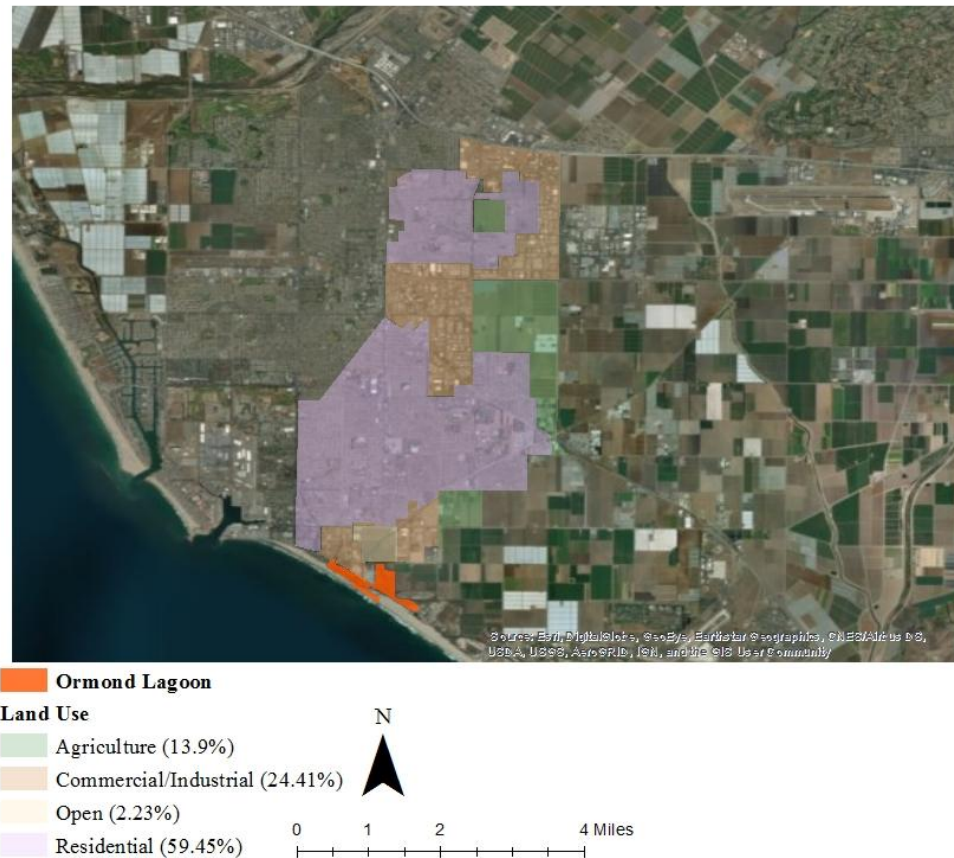 Source: Esri, DigitalGlobe, GeoEye, Earthstar Geographics, CNES/Airbus DS,
USDA, USGS, AeroGRID, IGN, and the GIS User Community
Ormond Lagoon
Land Use
N
Agriculture (13.9%)
Commercial/Industrial (24.41%)
Open (2.23%)
Residential (59.45%)
0 1 2 4 Miles